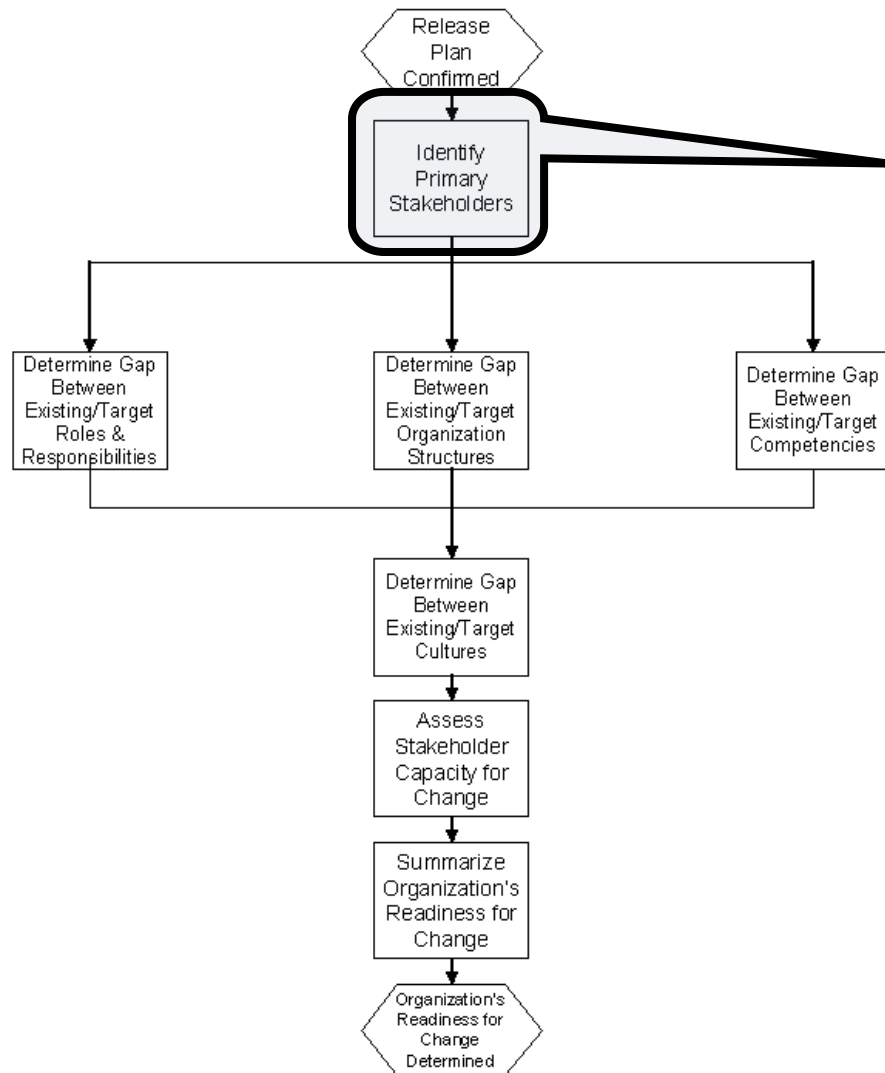 Release
Plan
Confirmed
Identify
Primary
Stakeholders
Determine Gap
Between
Existing/Target
Roles &
Responsibilities
Determine Gap
Between
Existing/Target
Organization
Structures
Determine Gap
Between
Existing/Target
Competencies
Determine Gap
Between
Existing/Target
Cultures
Assess
Stakeholder
Capacity for
Change
Summarize
Organization's
Readiness for
Change
Organization's
Readiness for
Change
Determined